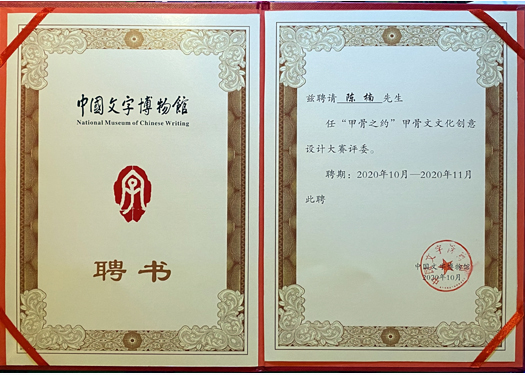 中國文字博物館
National Museum of Chinese Writing
聘书
兹聘请 陈楠 先生
任“甲骨之约”甲骨文文化创意
设计大赛评委。
聘期：2020年10月—2020年11月
此聘
中国文字博物馆
2020年10月